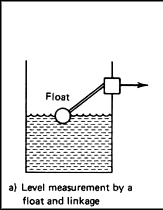 Float
a) Level measurement by a
float and linkage